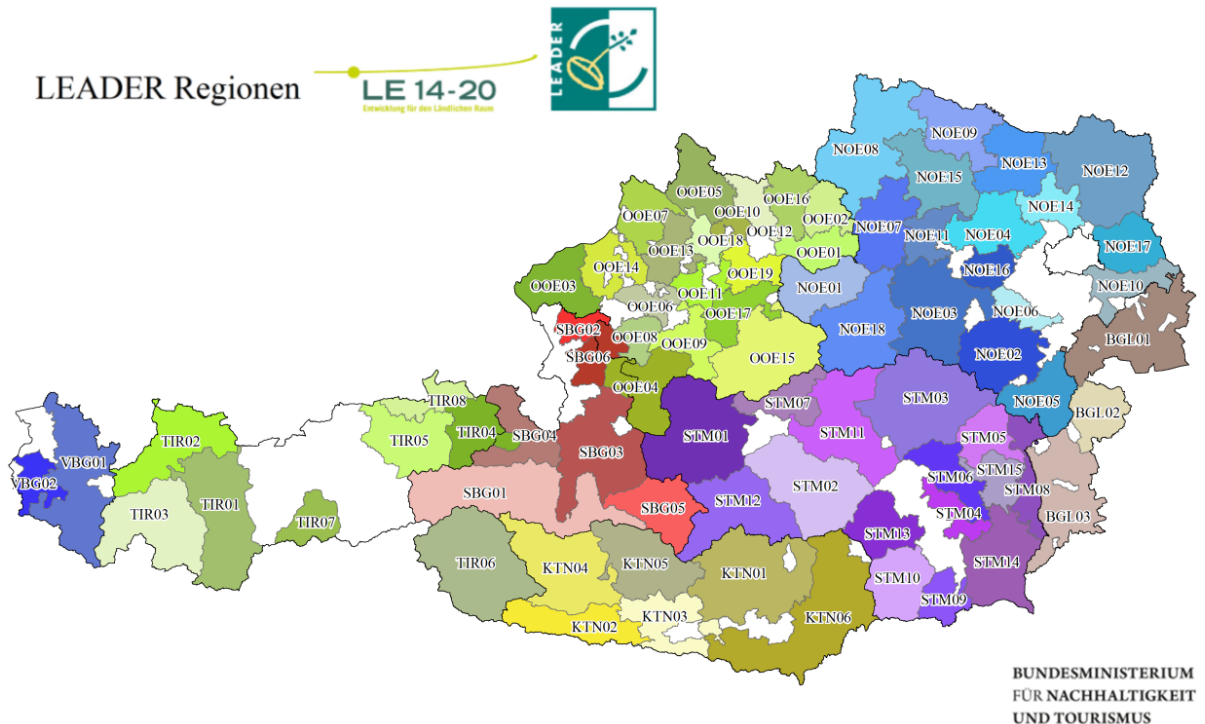 LEADER Regionen
LE 14-20
Entwicklung für den Ländlichen Raum
LEADER
NOE08
NOE09
NOE13
NOE12
NOE15
NOE14
NOE07
NOE11
NOE04
NOE17
NOE16
NOE10
NOE01
NOE03
NOE06
NOE18
NOE02
NOE05
OOE05
OOE16
OOE07
OOE10
OOE02
OOE12
OOE13
OOE18
OOE01
OOE14
OOE19
OOE03
OOE11
OOE06
OOE17
OOE08
OOE09
OOE15
OOE04
SBG02
SBG06
SBG04
SBG03
SBG01
SBG05
BGL01
BGL02
BGL03
STM07
STM03
STM01
STM11
STM05
STM06
STM15
STM08
STM12
STM02
STM04
STM13
STM14
STM10
STM09
TIR08
TIR02
TIR05
TIR04
TIR03
TIR01
TIR07
TIR06
VBG01
VBG02
KTN04
KTN05
KTN01
KTN03
KTN02
KTN06
BUNDESMINISTERIUM
FÜR NACHHALTIGKEIT
UND TOURISMUS